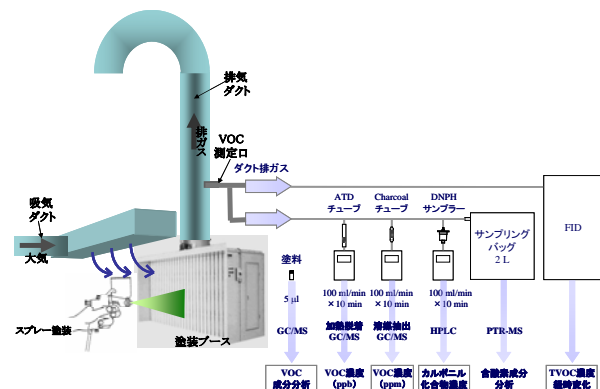 排気
ダクト
排ガス
VOC
測定口
ダクト排ガス
吸気
ダクト
大気
スプレー塗装
塗装ブース
塗料
5 μl
GC/MS
VOC
成分分析
ATD
チューブ
100 ml/min
×10 min
加熱脱着
GC/MS
VOC濃度
(ppb)
Charcoal
チューブ
100 ml/min
×10 min
溶媒抽出
GC/MS
VOC濃度
(ppm)
DNPH
サンプラー
100 ml/min
×10 min
HPLC
カルボニル
化合物濃度
サンプリング
バッグ
2 L
PTR-MS
含酸素成分
分析
FID
TVOC濃度
経時変化